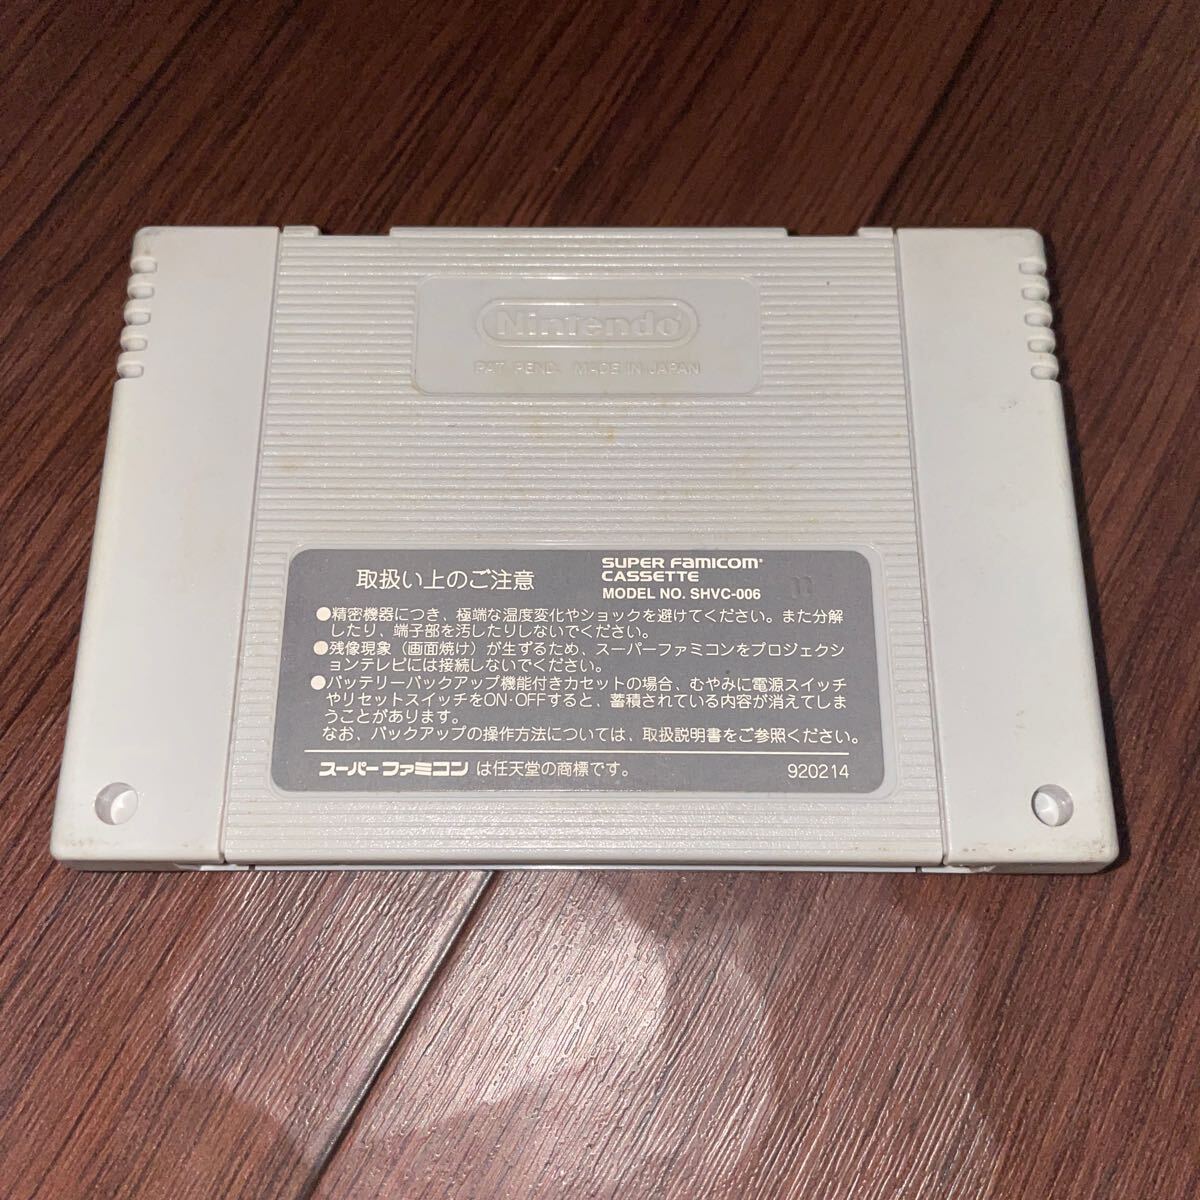 Nintendo
PAT. PEND. MADE IN JAPAN
取扱い上のご注意
SUPER FAMICOM
CASSETTE
MODEL NO. SHVC-006
●精密機器につき、極端な温度変化やショックを避けてください。また分解
したり、端子部を汚したりしないでください。
●残像現象（画面焼け）が生ずるため、スーパーファミコンをプロジェクシ
ョンテレビには接続しないでください。
●バッテリーバックアップ機能付きカセットの場合、むやみに電源スイッチ
やリセットスイッチをON・OFFすると、蓄積されている内容が消えてしま
うことがあります。
なお、バックアップの操作方法については、取扱説明書をご参照ください。
スーパーファミコン は任天堂の商標です。
920214